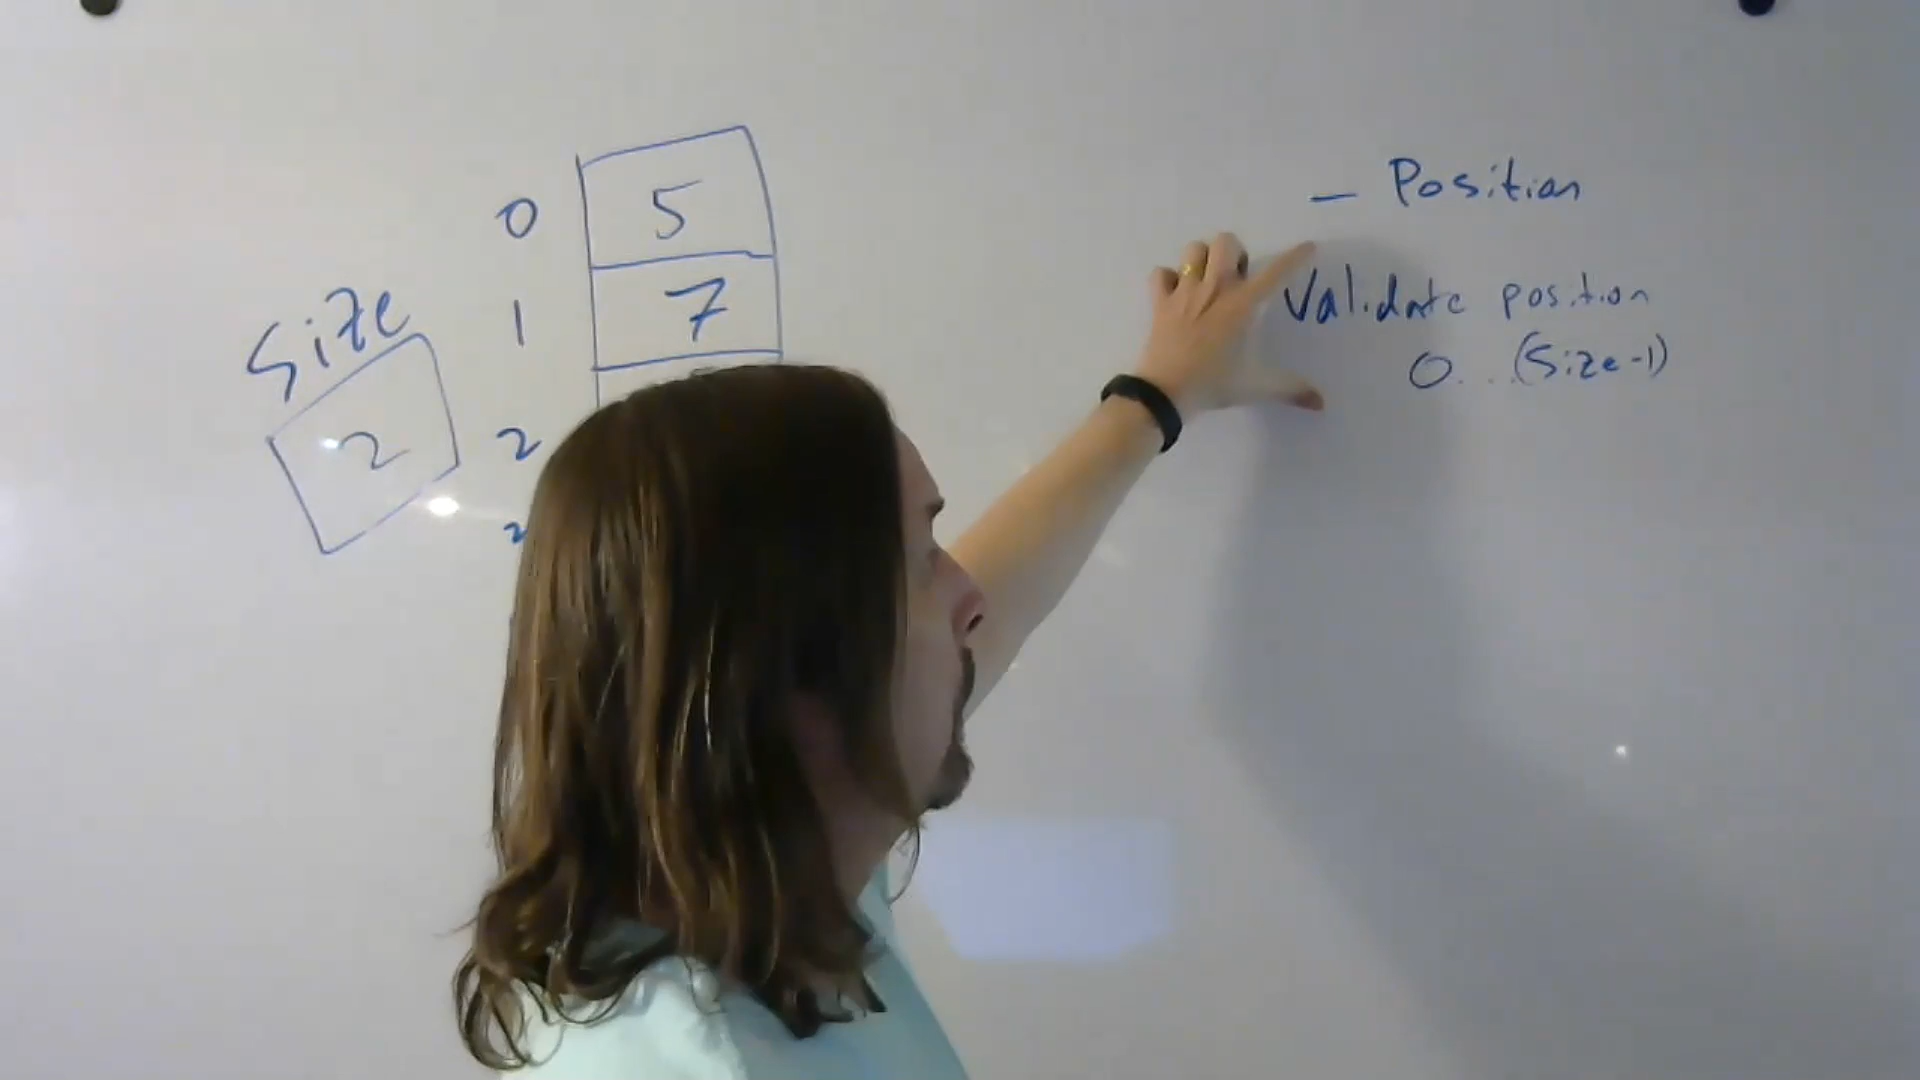 Size
2
0
5
1
7
2
— Position
Validate position
0...(Size-1)